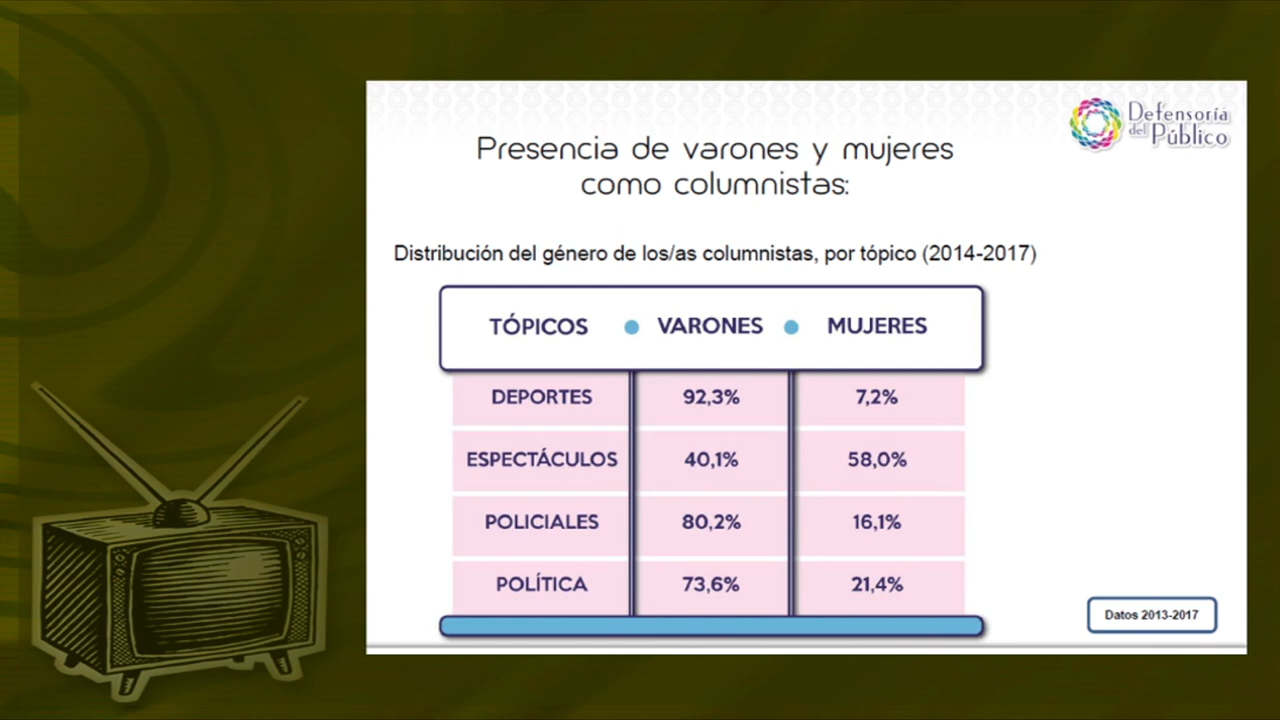 Defensoría
del Público
Presencia de varones y mujeres
como columnistas:
Distribución del género de los/as columnistas, por tópico (2014-2017)
TÓPICOS VARONES MUJERES
DEPORTES 92,3% 7,2%
ESPECTÁCULOS 40,1% 58,0%
POLICIALES 80,2% 16,1%
POLÍTICA 73,6% 21,4%
Datos 2013-2017